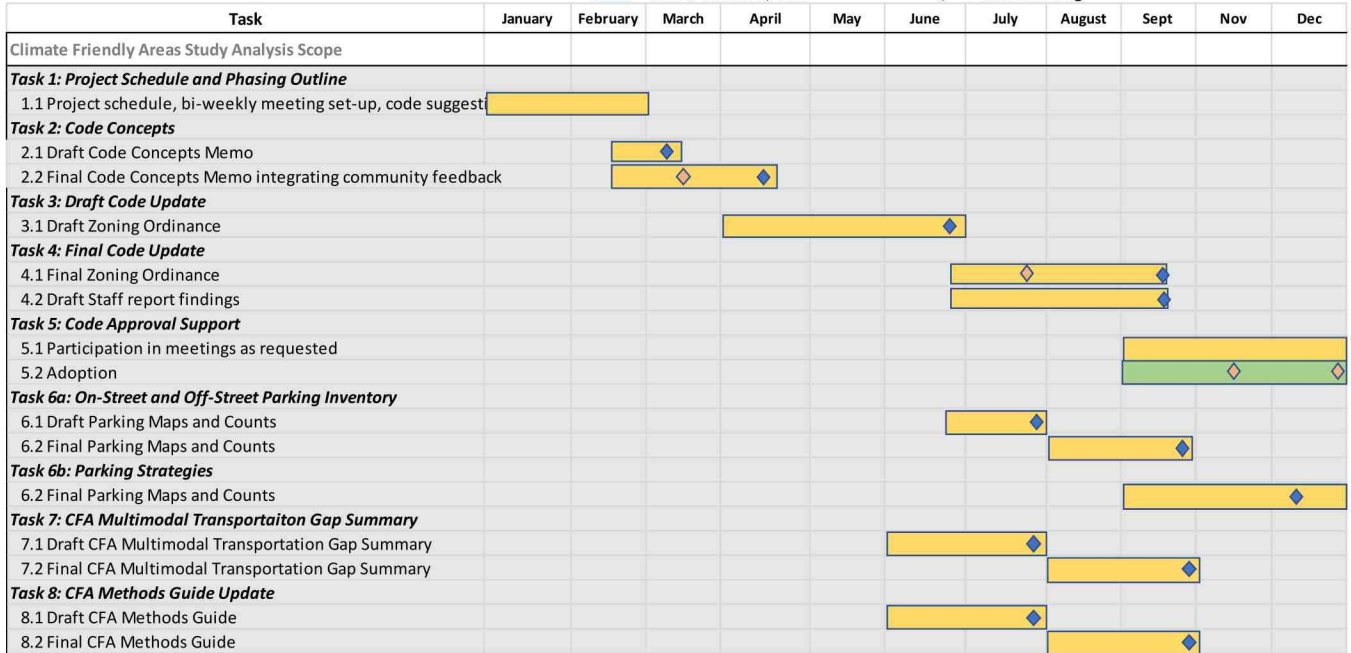 Task January February March April May June July August Sept Nov Dec
Climate Friendly Areas Study Analysis Scope
Task 1: Project Schedule and Phasing Outline
1.1 Project schedule, bi-weekly meeting set-up, code suggesti
Task 2: Code Concepts
2.1 Draft Code Concepts Memo
2.2 Final Code Concepts Memo integrating community feedback
Task 3: Draft Code Update
3.1 Draft Zoning Ordinance
Task 4: Final Code Update
4.1 Final Zoning Ordinance
4.2 Draft Staff report findings
Task 5: Code Approval Support
5.1 Participation in meetings as requested
5.2 Adoption
Task 6a: On-Street and Off-Street Parking Inventory
6.1 Draft Parking Maps and Counts
6.2 Final Parking Maps and Counts
Task 6b: Parking Strategies
6.2 Final Parking Maps and Counts
Task 7: CFA Multimodal Transportaiton Gap Summary
7.1 Draft CFA Multimodal Transportation Gap Summary
7.2 Final CFA Multimodal Transportation Gap Summary
Task 8: CFA Methods Guide Update
8.1 Draft CFA Methods Guide
8.2 Final CFA Methods Guide